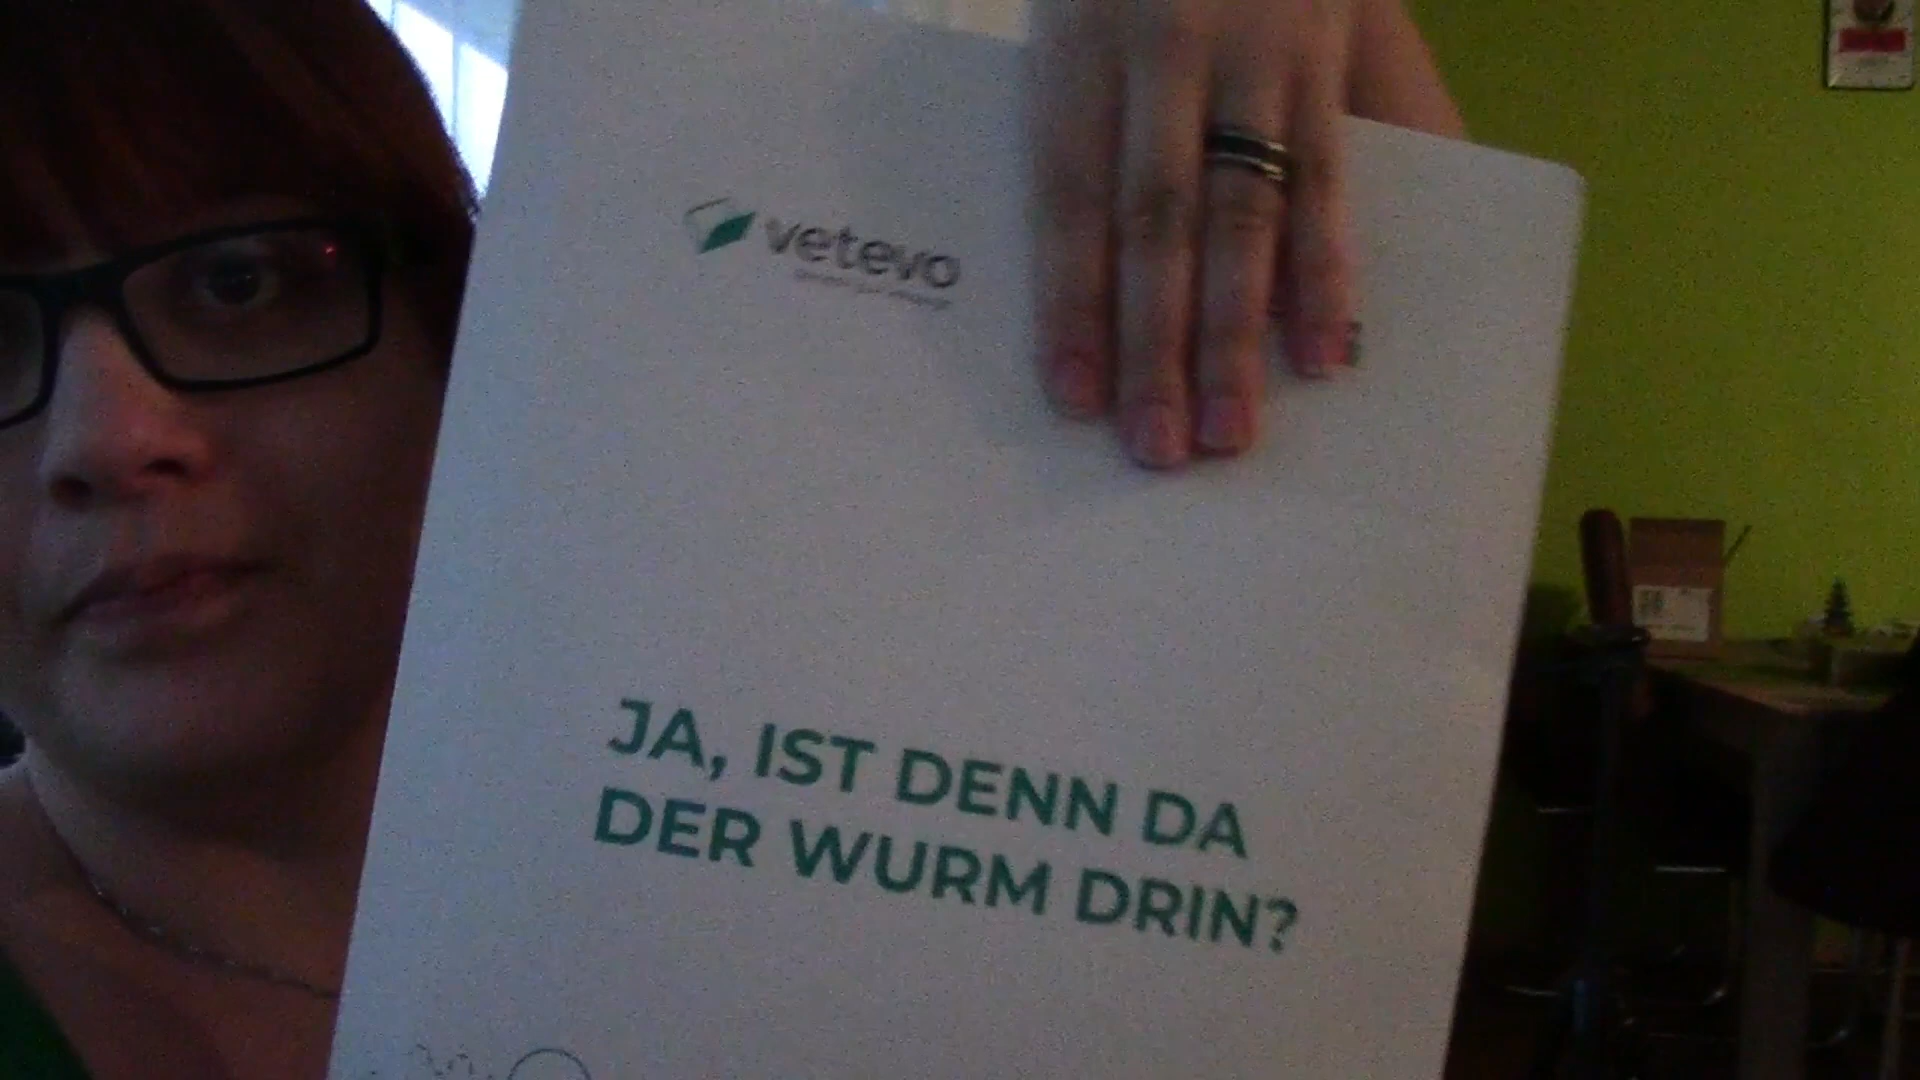 vetevo
JA, IST DENN DA
DER WURM DRIN?